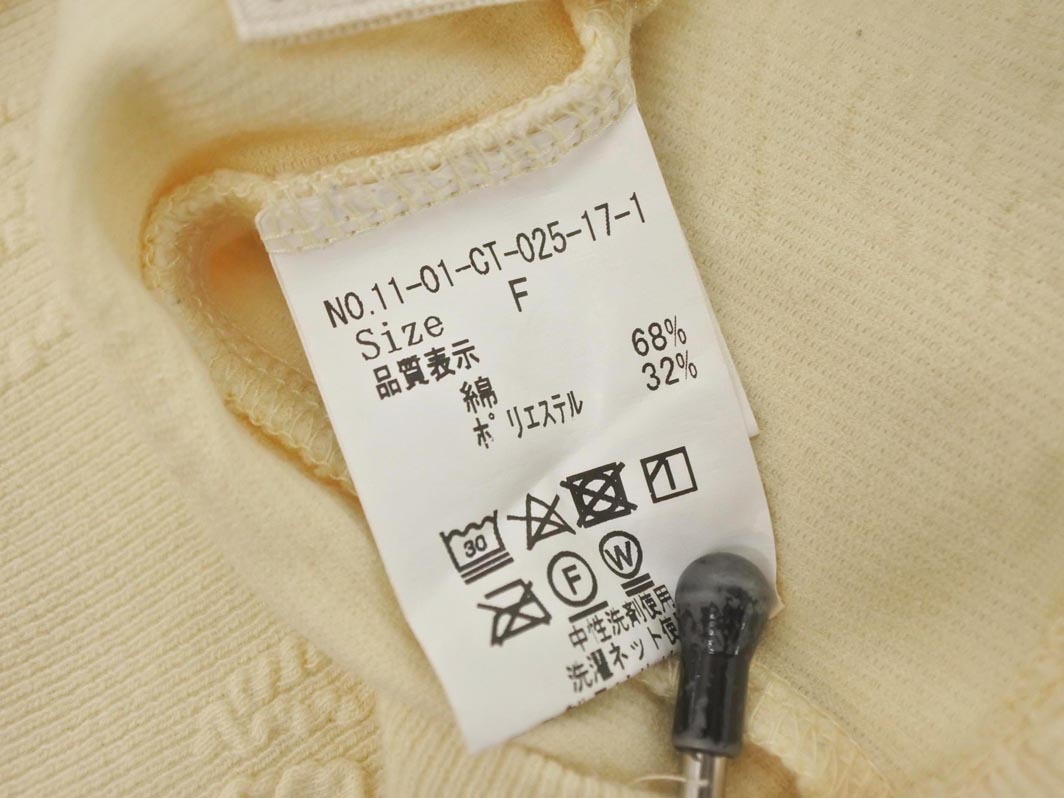 NO.11-01-CT-025-17-1
Size F
品質表示
綿 68%
ポリエステル 32%
30
F W
中性洗剤使用
洗濯ネット使